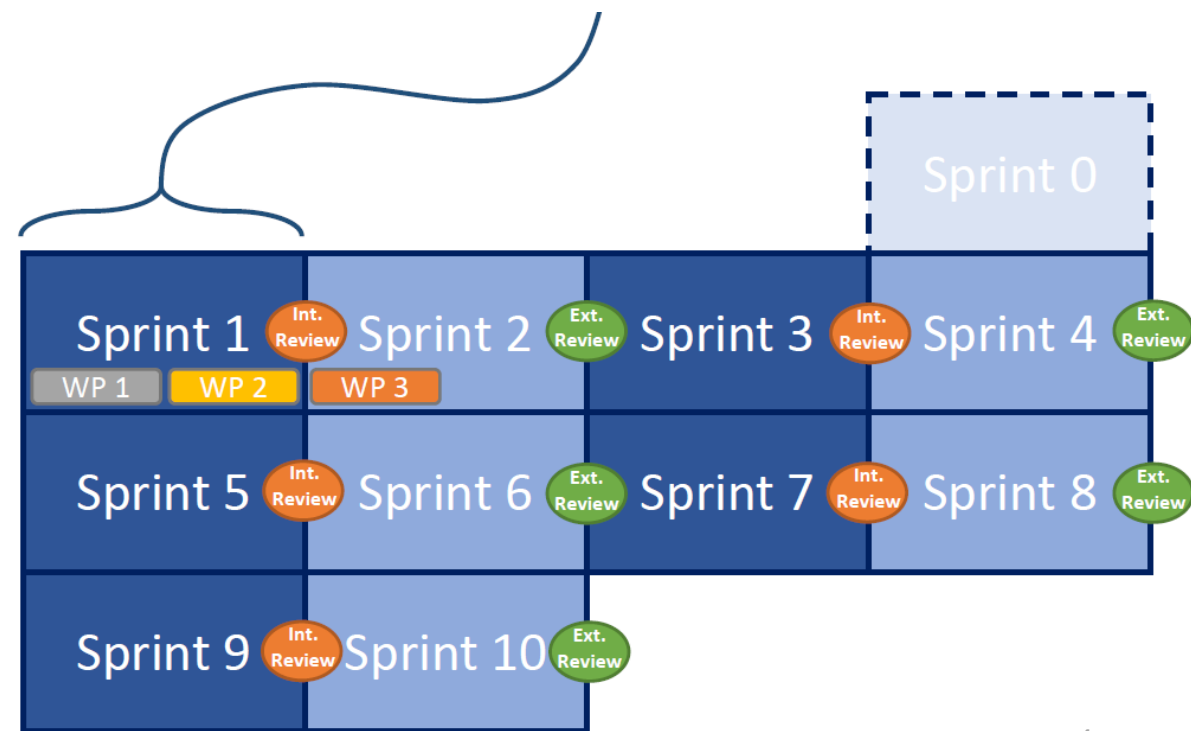 Sprint 0
Sprint 1
Int.
Review
Sprint 2
Ext.
Review
Sprint 3
Int.
Review
Sprint 4
Ext.
Review
WP 1
WP 2
WP 3
Sprint 5
Int.
Review
Sprint 6
Ext.
Review
Sprint 7
Int.
Review
Sprint 8
Ext.
Review
Sprint 9
Int.
Review
Sprint 10
Ext.
Review